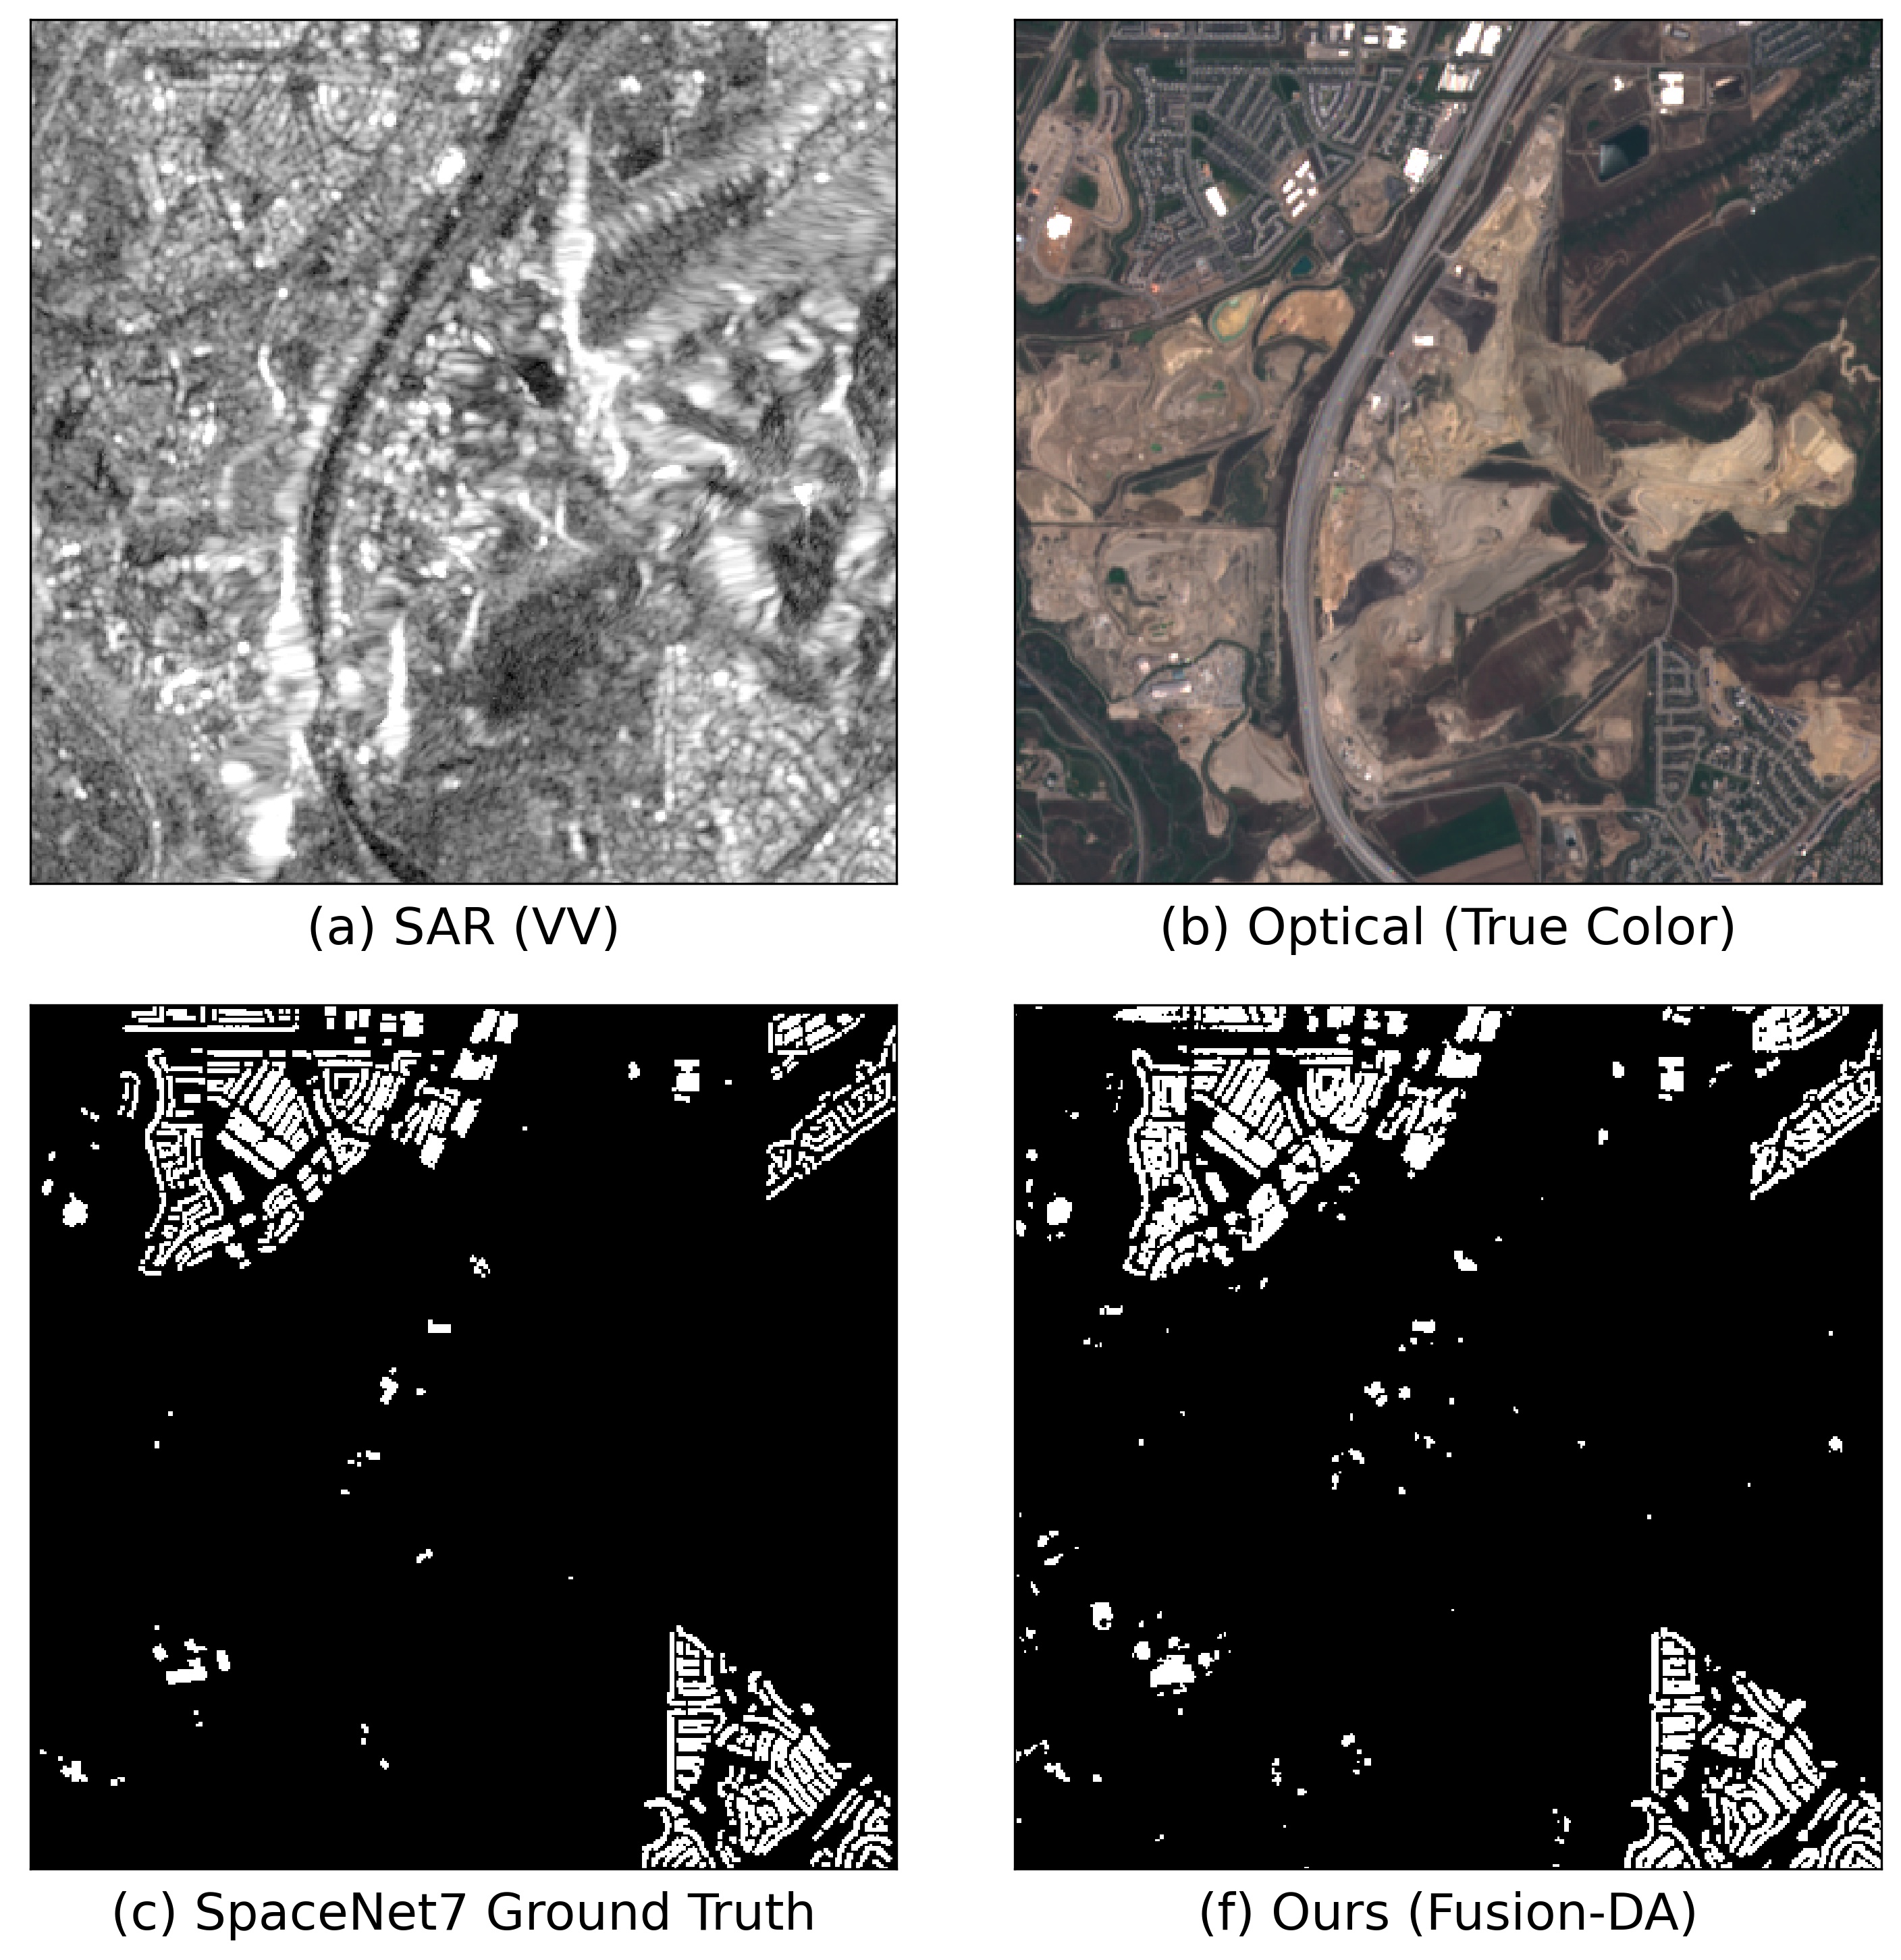 (a) SAR (VV)
(b) Optical (True Color)
(c) SpaceNet7 Ground Truth
(f) Ours (Fusion-DA)